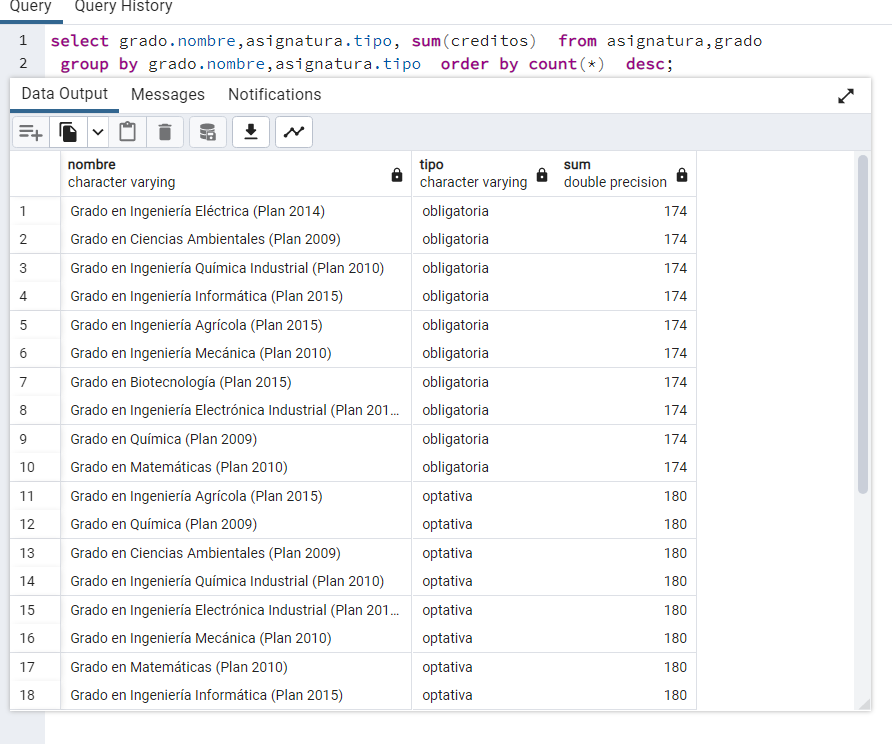 Query Query History
1 select grado.nombre,asignatura.tipo, sum(creditos)  from asignatura,grado
2 group by grado.nombre,asignatura.tipo  order by count(*)  desc;
Data Output Messages Notifications
nombre tipo sum
character varying character varying double precision
1 Grado en Ingeniería Eléctrica (Plan 2014) obligatoria 174
2 Grado en Ciencias Ambientales (Plan 2009) obligatoria 174
3 Grado en Ingeniería Química Industrial (Plan 2010) obligatoria 174
4 Grado en Ingeniería Informática (Plan 2015) obligatoria 174
5 Grado en Ingeniería Agrícola (Plan 2015) obligatoria 174
6 Grado en Ingeniería Mecánica (Plan 2010) obligatoria 174
7 Grado en Biotecnología (Plan 2015) obligatoria 174
8 Grado en Ingeniería Electrónica Industrial (Plan 201... obligatoria 174
9 Grado en Química (Plan 2009) obligatoria 174
10 Grado en Matemáticas (Plan 2010) obligatoria 174
11 Grado en Ingeniería Agrícola (Plan 2015) optativa 180
12 Grado en Química (Plan 2009) optativa 180
13 Grado en Ciencias Ambientales (Plan 2009) optativa 180
14 Grado en Ingeniería Química Industrial (Plan 2010) optativa 180
15 Grado en Ingeniería Electrónica Industrial (Plan 201... optativa 180
16 Grado en Ingeniería Mecánica (Plan 2010) optativa 180
17 Grado en Matemáticas (Plan 2010) optativa 180
18 Grado en Ingeniería Informática (Plan 2015) optativa 180